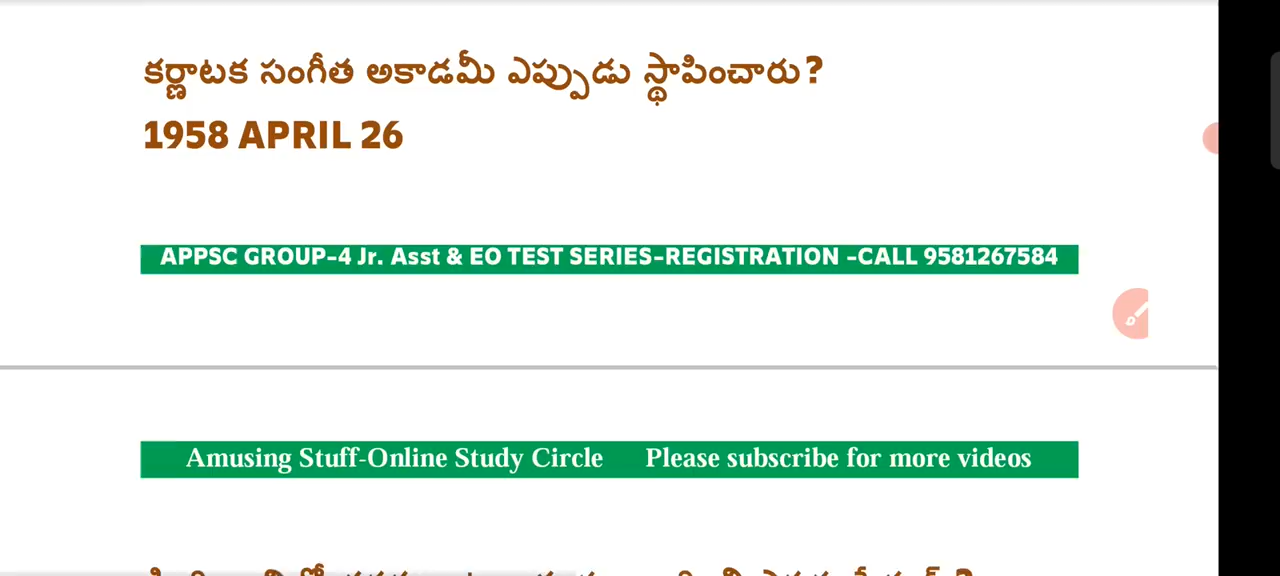 కర్ణాటక సంగీత అకాడమీ ఎప్పుడు స్థాపించారు?
1958 APRIL 26
APPSC GROUP-4 Jr. Asst & EO TEST SERIES-REGISTRATION -CALL 9581267584
Amusing Stuff-Online Study Circle Please subscribe for more videos